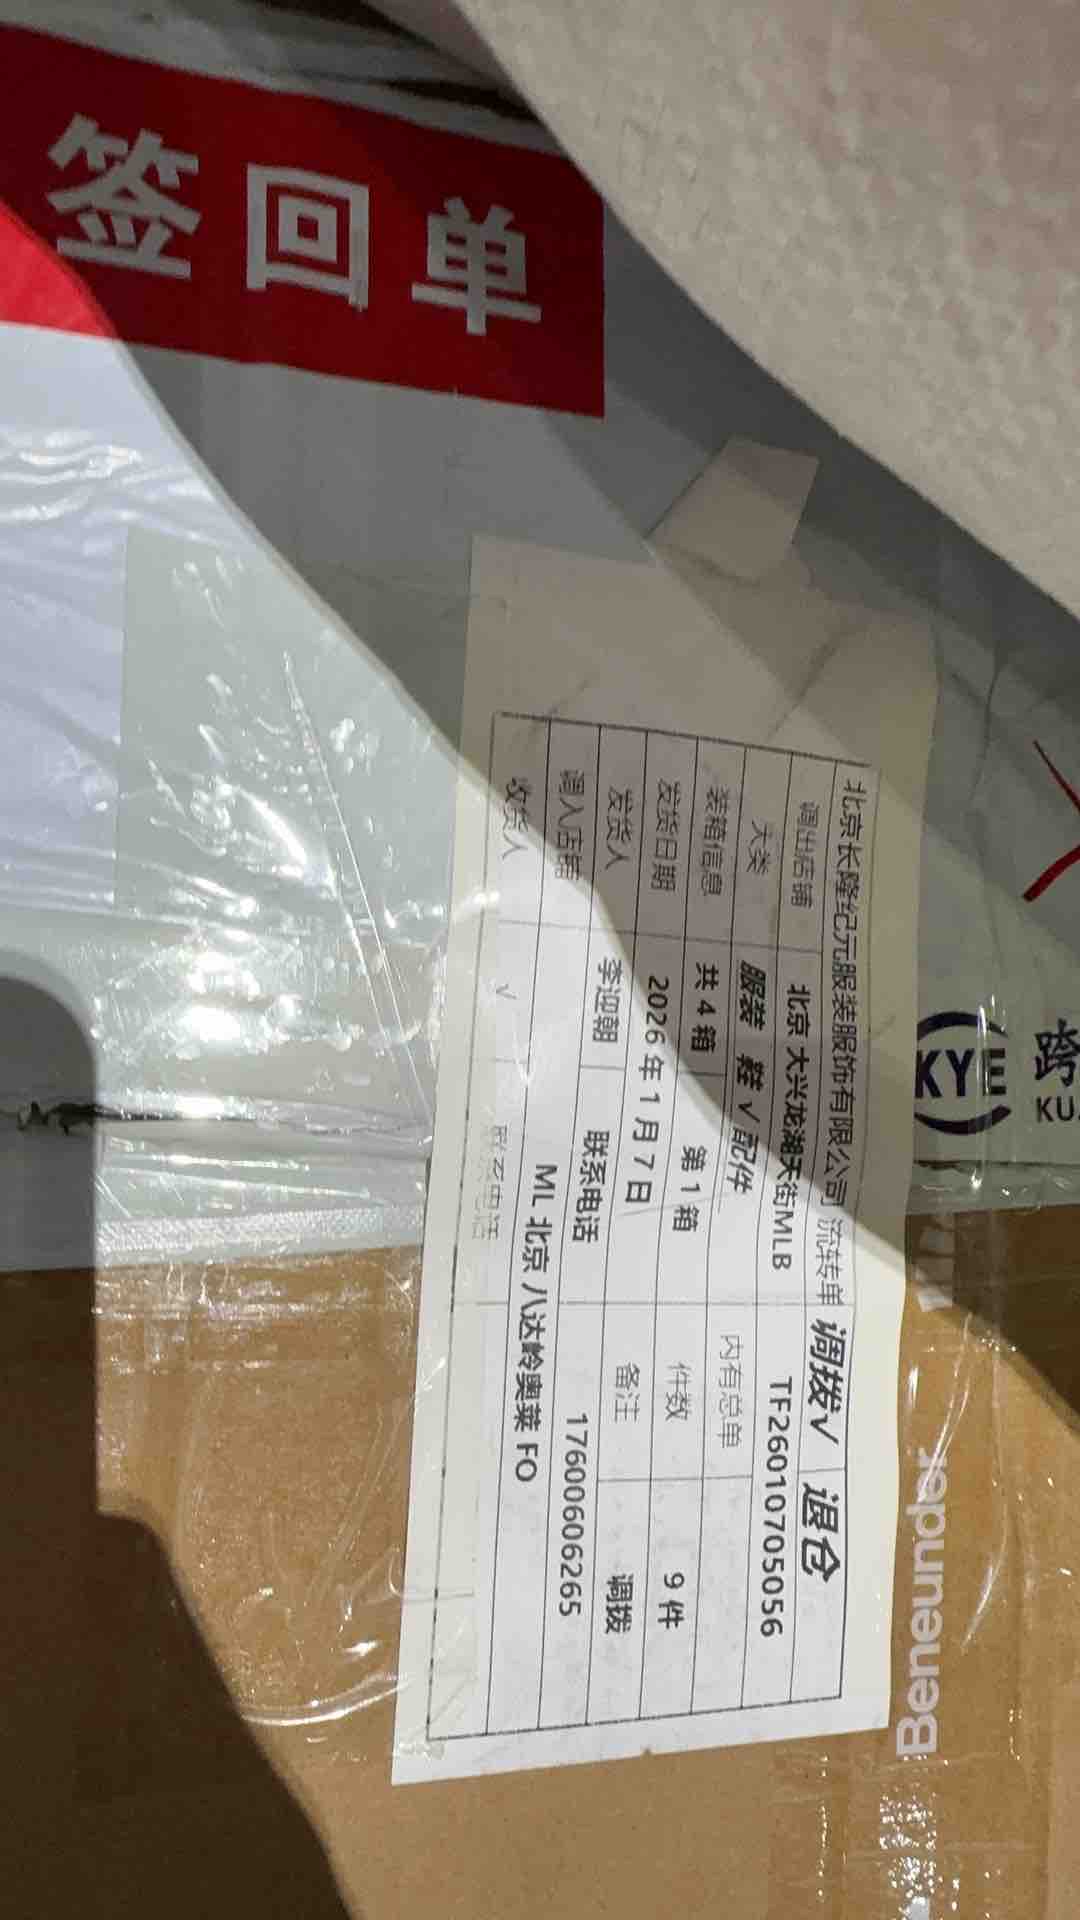 签回单
北京长隆纪元服装服饰有限公司 流转单 调拨√ 退仓
调出店铺 北京 大兴龙湖天街MLB TF26010705056
大类 服装 鞋√配件 内有总单
装箱信息 共 4 箱 第 1 箱 件数 9 件
发货日期 2026 年 1 月 7 日 备注 调拨
发货人 李迎朝 联系电话 17600606265
调入店铺 ML 北京 八达岭奥莱 FO
收货人 √ 联系电话
KYE 跨
KU
Beneunder